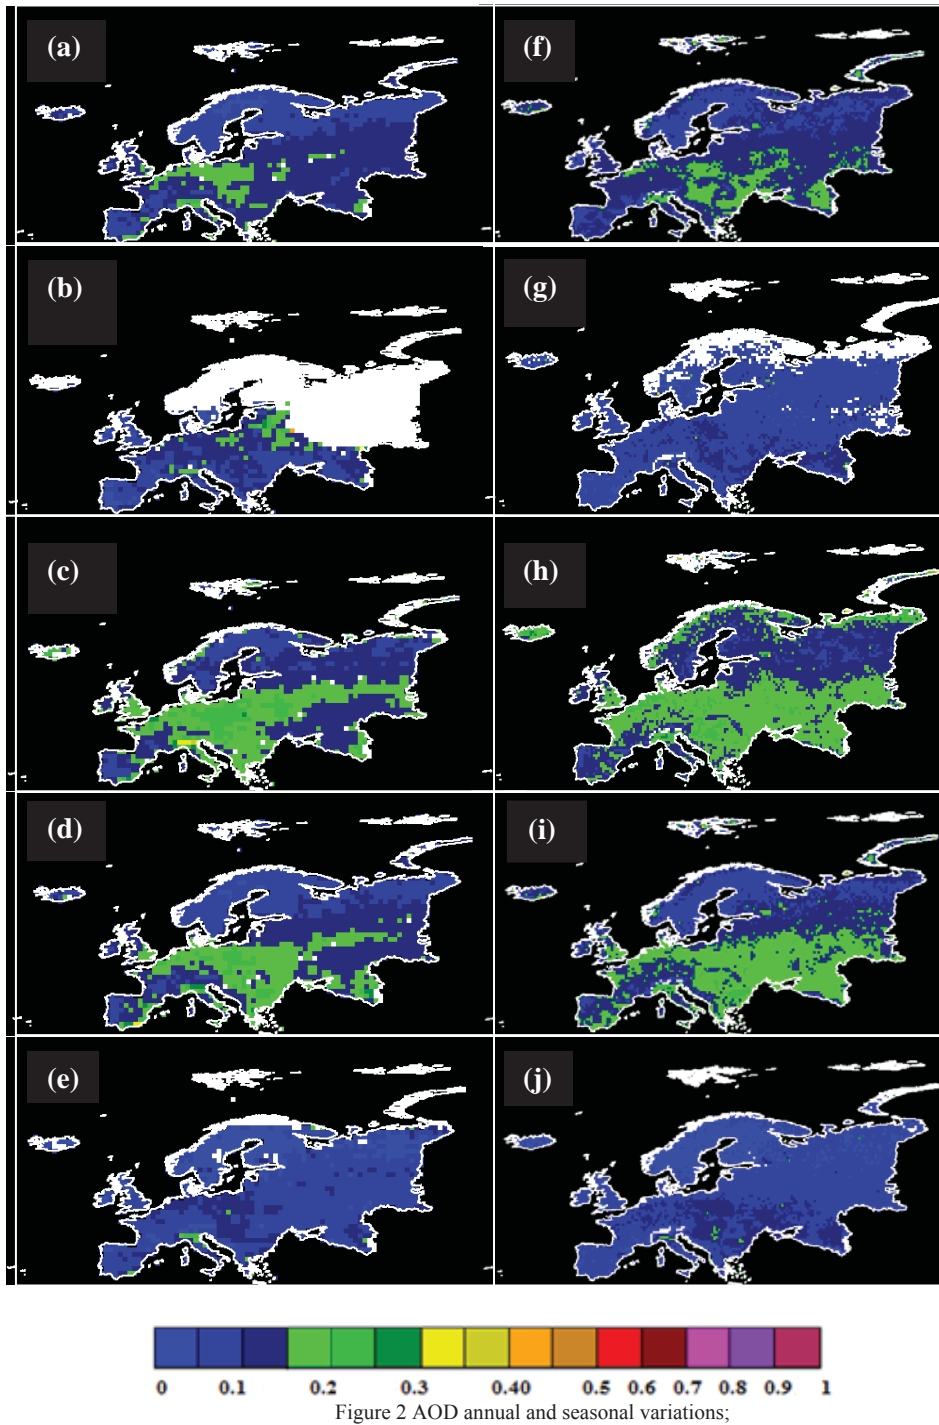 (a)
(f)
(b)
(g)
(c)
(h)
(d)
(i)
(e)
(j)
0 0.1 0.2 0.3 0.40 0.5 0.6 0.7 0.8 0.9 1
Figure 2 AOD annual and seasonal variations;